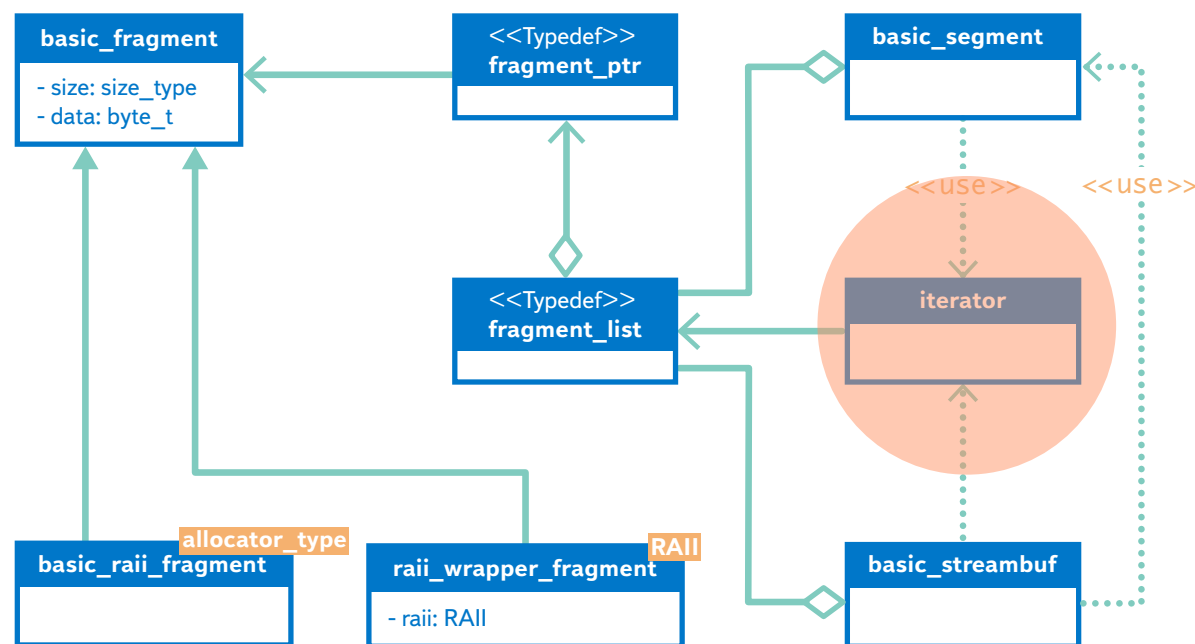 basic_fragment
- size: size_type
- data: byte_t
<<Typedef>>
fragment_ptr
basic_segment
<<use>>
<<use>>
<<Typedef>>
fragment_list
iterator
allocator_type
basic_raii_fragment
RAII
raii_wrapper_fragment
- raii: RAII
basic_streambuf